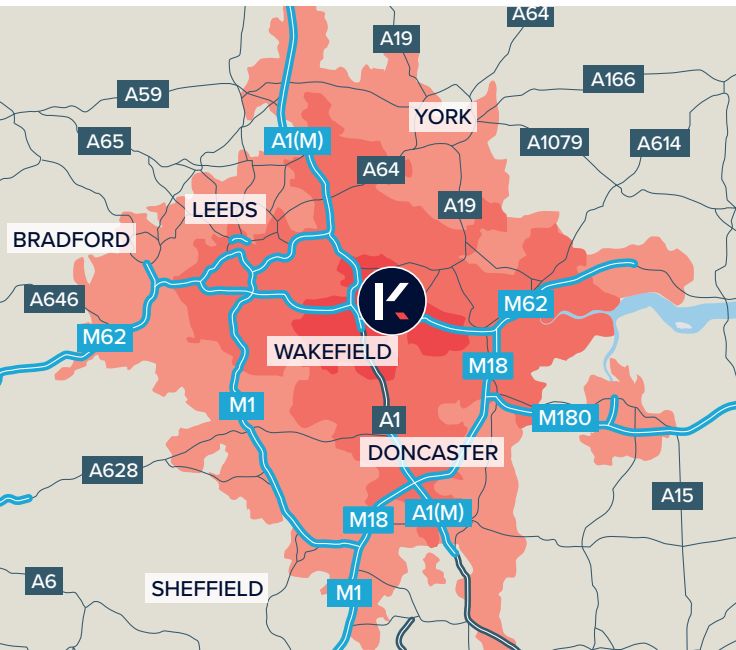 A64
A19
A166
A59
YORK
A65
A1(M)
A1079
A614
A64
A19
LEEDS
BRADFORD
A646
M62
M62
WAKEFIELD
M18
M1
A1
M180
DONCASTER
A628
A15
M18
A1(M)
A6
SHEFFIELD
M1
K